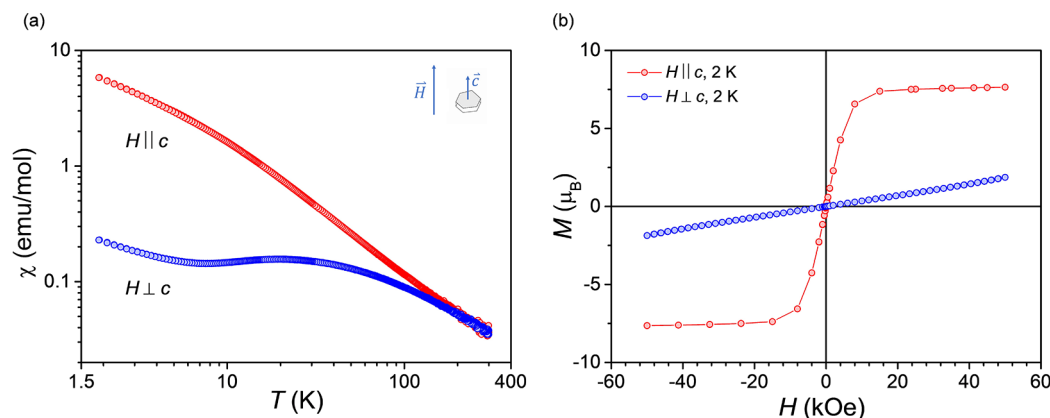 (a)
10
1
0.1
χ (emu/mol)
H || c
H ⊥ c
H⃗
c⃗
1.5
10
100
400
T (K)
(b)
10
5
0
-5
-10
M (μB)
H || c, 2 K
H ⊥ c, 2 K
-60
-40
-20
0
20
40
60
H (kOe)